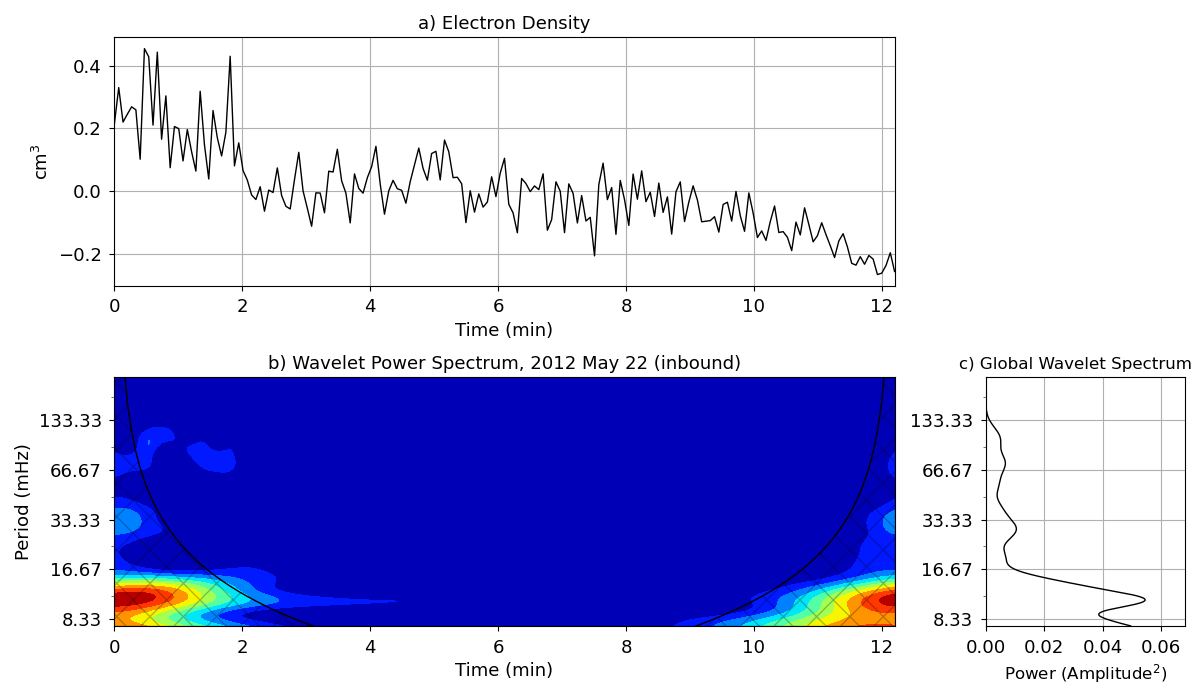 a) Electron Density
0.4
0.2
0.0
−0.2
cm³
0 2 4 6 8 10 12
Time (min)
b) Wavelet Power Spectrum, 2012 May 22 (inbound)
133.33
66.67
33.33
16.67
8.33
Period (mHz)
0 2 4 6 8 10 12
Time (min)
c) Global Wavelet Spectrum
133.33
66.67
33.33
16.67
8.33
0.00 0.02 0.04 0.06
Power (Amplitude²)